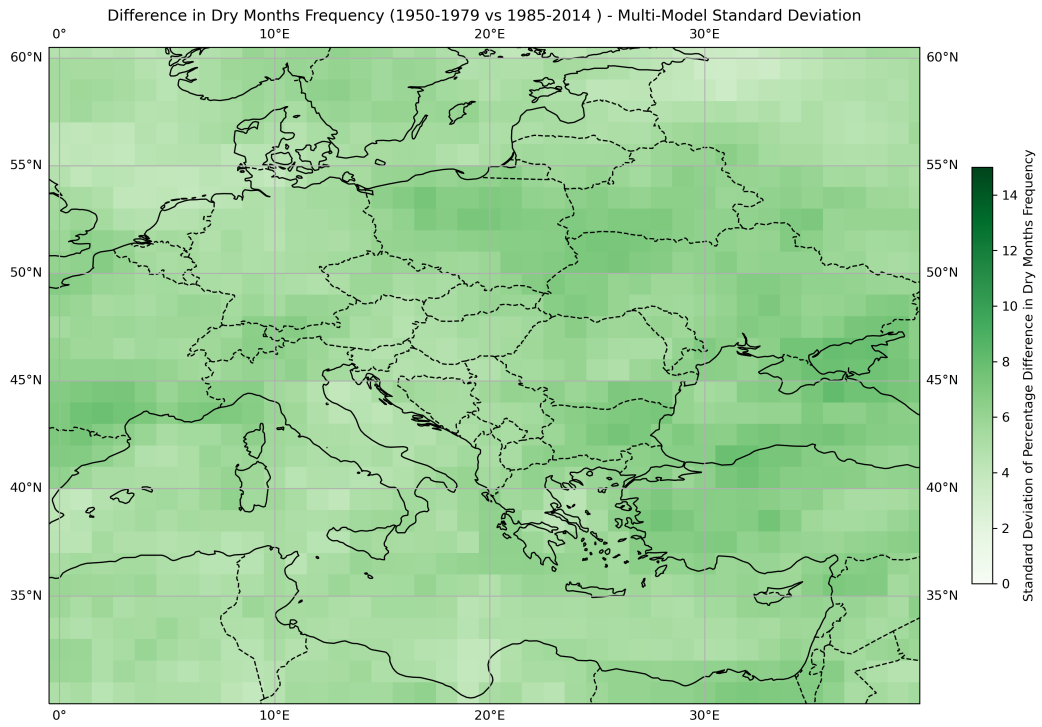 Difference in Dry Months Frequency (1950-1979 vs 1985-2014 ) - Multi-Model Standard Deviation
0° 10°E 20°E 30°E
60°N 60°N
55°N 55°N
50°N 50°N
45°N 45°N
40°N 40°N
35°N 35°N
0° 10°E 20°E 30°E
14
12
10
8
6
4
2
0
Standard Deviation of Percentage Difference in Dry Months Frequency